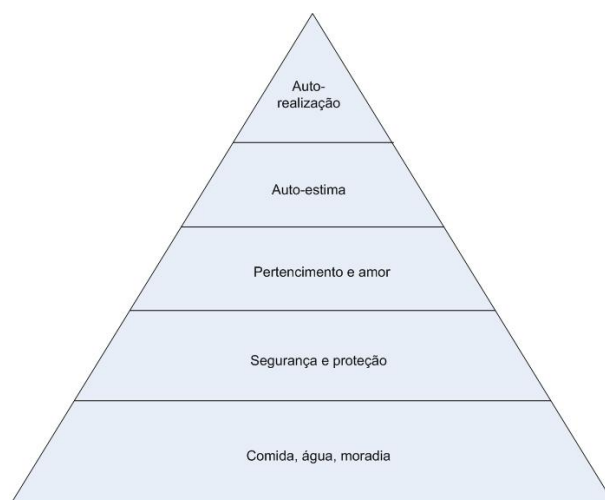 Auto-
realização
Auto-estima
Pertencimento e amor
Segurança e proteção
Comida, água, moradia